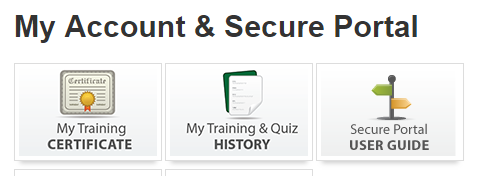 My Account & Secure Portal
Certificate
My Training
CERTIFICATE
My Training & Quiz
HISTORY
Secure Portal
USER GUIDE